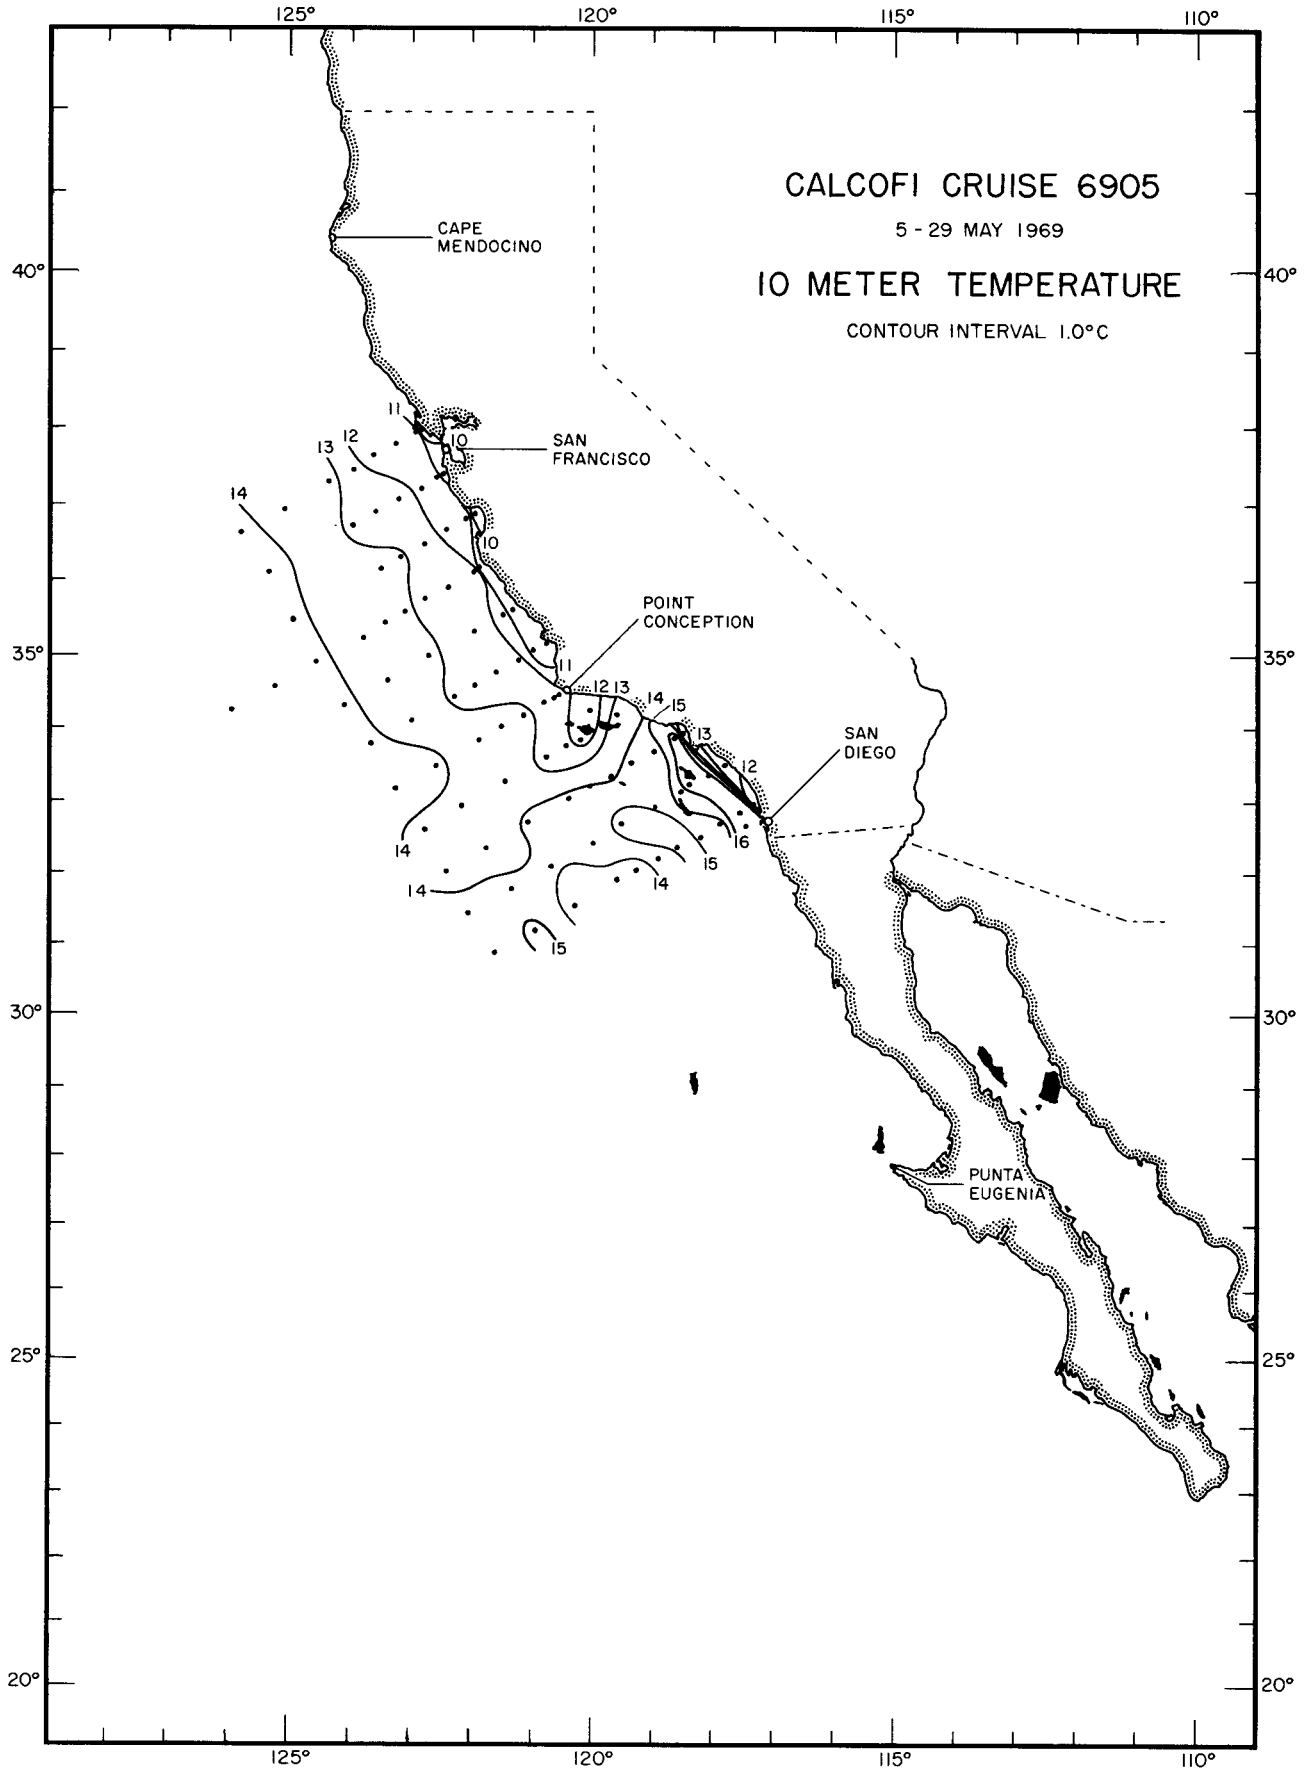 125° 120° 115° 110°
CALCOFI CRUISE 6905
5 - 29 MAY 1969
10 METER TEMPERATURE
CONTOUR INTERVAL 1.0°C
CAPE
MENDOCINO
40° 40°
11
13 12 10 SAN
FRANCISCO
14
10
POINT
CONCEPTION
35° 35°
11
12 13 14 15
13 SAN
DIEGO
12
16
14 15
14 14
15
30° 30°
PUNTA
EUGENIA
25° 25°
20° 20°
125° 120° 115° 110°